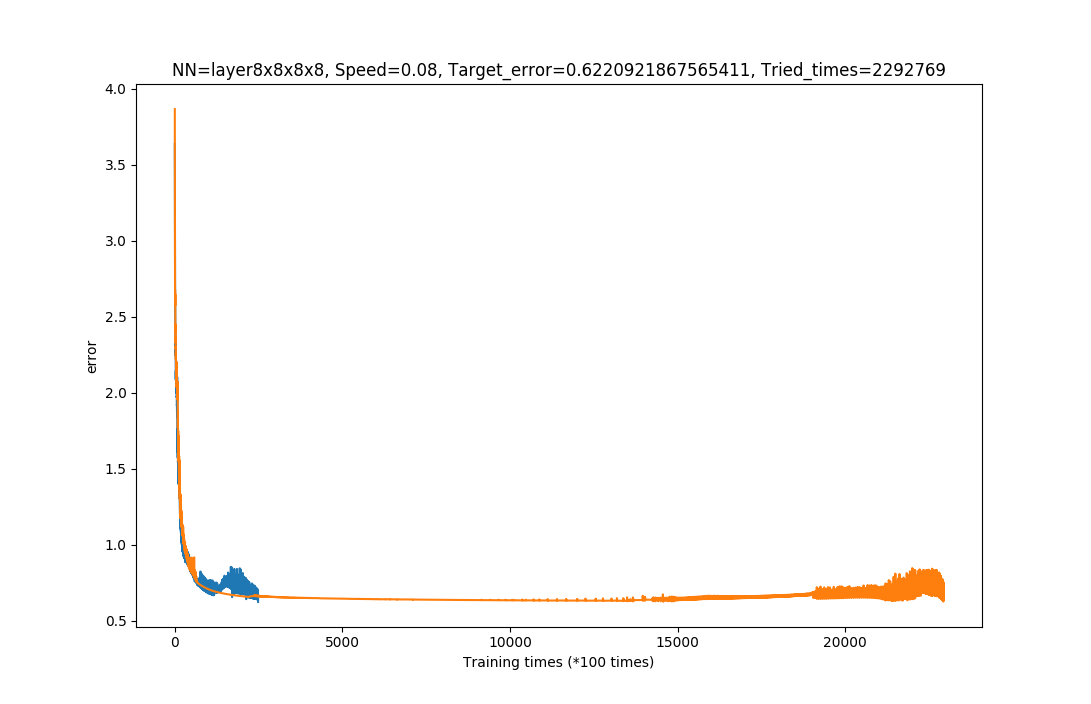 NN=layer8x8x8x8, Speed=0.08, Target_error=0.6220921867565411, Tried_times=2292769
4.0
3.5
3.0
2.5
2.0
1.5
1.0
0.5
error
0 5000 10000 15000 20000
Training times (*100 times)